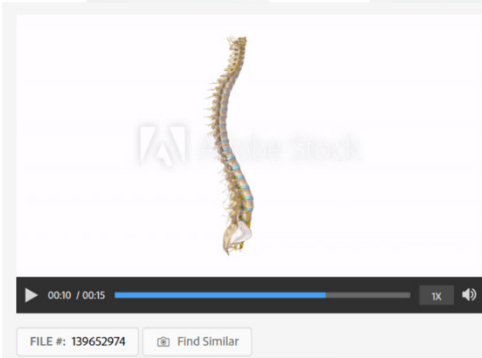 Adobe Stock
00:10 / 00:15
1X
FILE #: 139652974
Find Similar